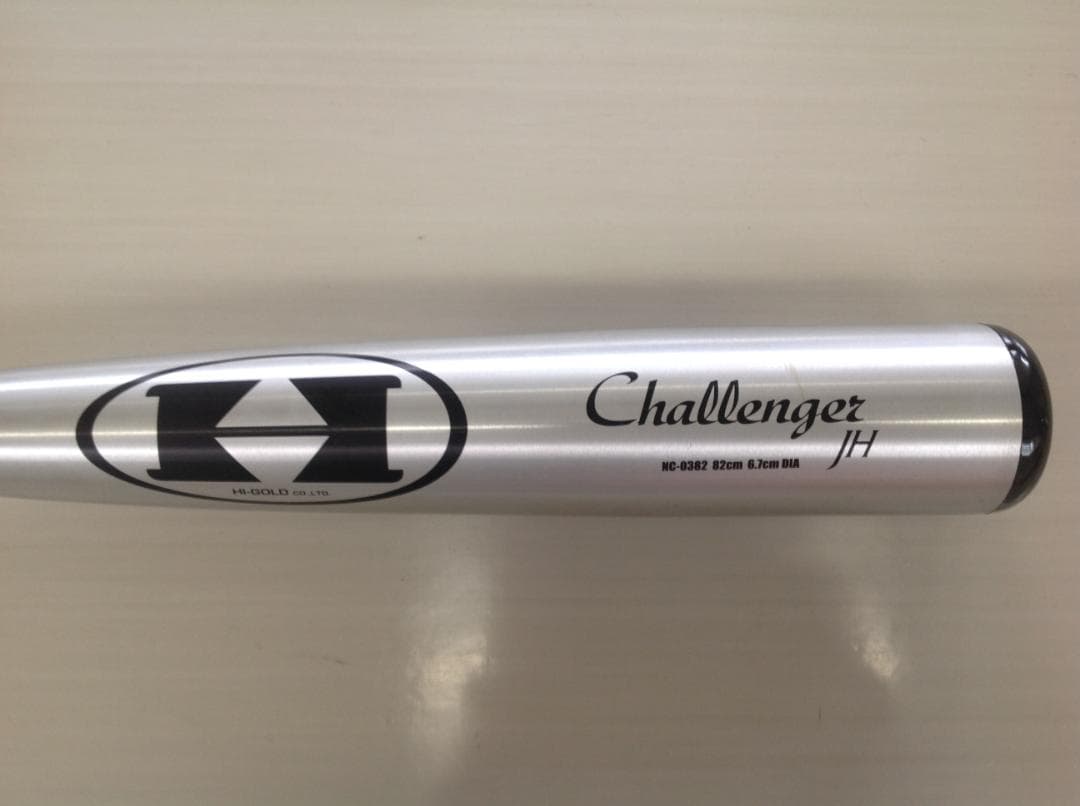 H
HI-GOLD CO.,LTD.
Challenger
JH
NC-0382 82cm 6.7cm DIA